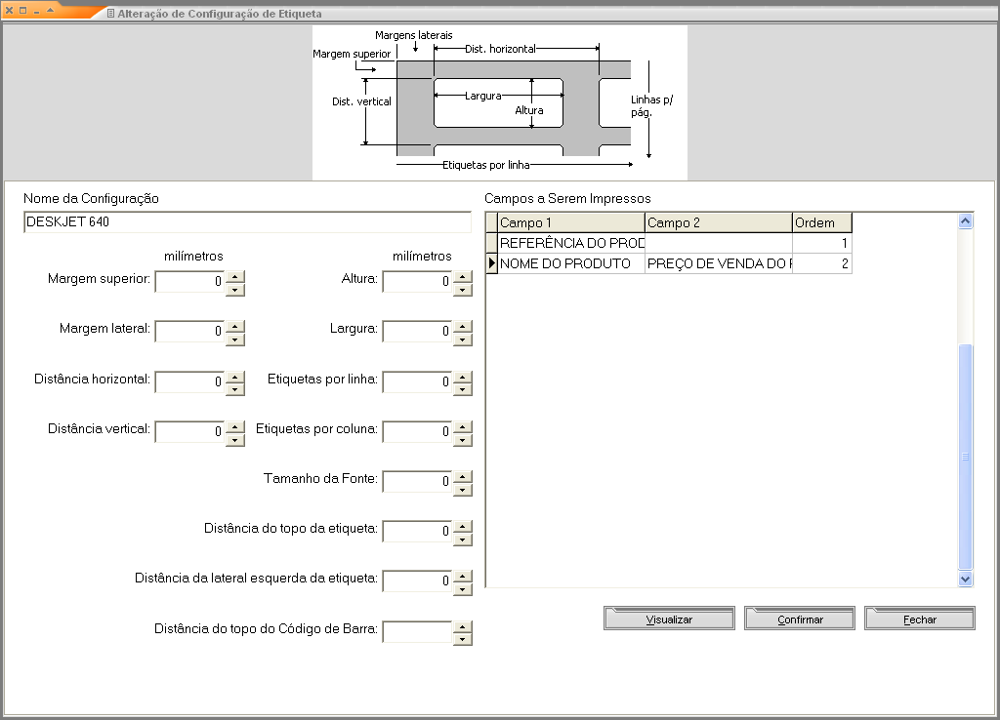 Alteração de Configuração de Etiqueta
Margens laterais
Margem superior
Dist. horizontal
Dist. vertical
Largura
Altura
Linhas p/
pág.
Etiquetas por linha
Nome da Configuração
DESKJET 640
milímetros milímetros
Margem superior: 0 Altura: 0
Margem lateral: 0 Largura: 0
Distância horizontal: 0 Etiquetas por linha: 0
Distância vertical: 0 Etiquetas por coluna: 0
Tamanho da Fonte: 0
Distância do topo da etiqueta: 0
Distância da lateral esquerda da etiqueta: 0
Distância do topo do Código de Barra:
Campos a Serem Impressos
Campo 1 Campo 2 Ordem
REFERÊNCIA DO PROD 1
NOME DO PRODUTO PREÇO DE VENDA DO 2
Visualizar Confirmar Fechar